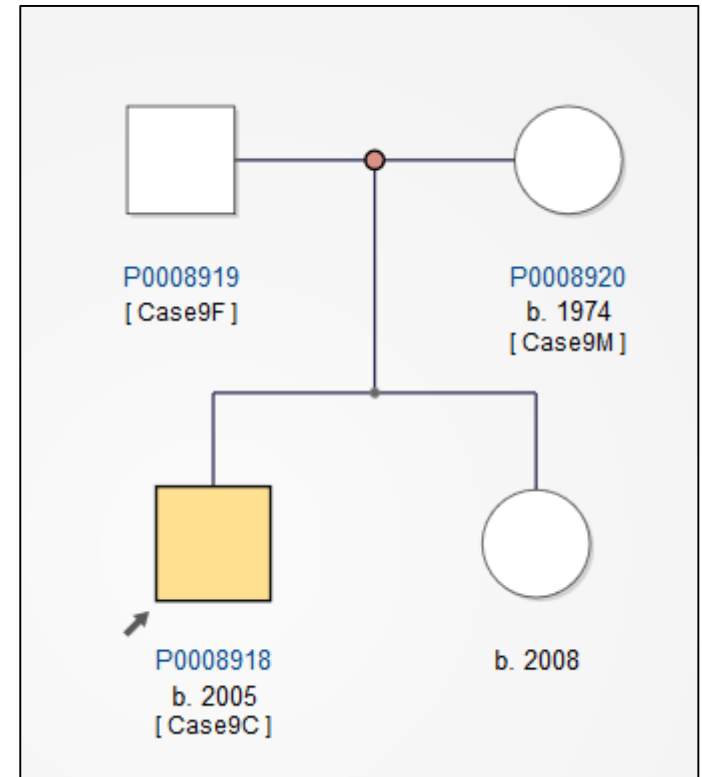 P0008919
[ Case9F ]
P0008920
b. 1974
[ Case9M ]
P0008918
b. 2005
[ Case9C ]
b. 2008